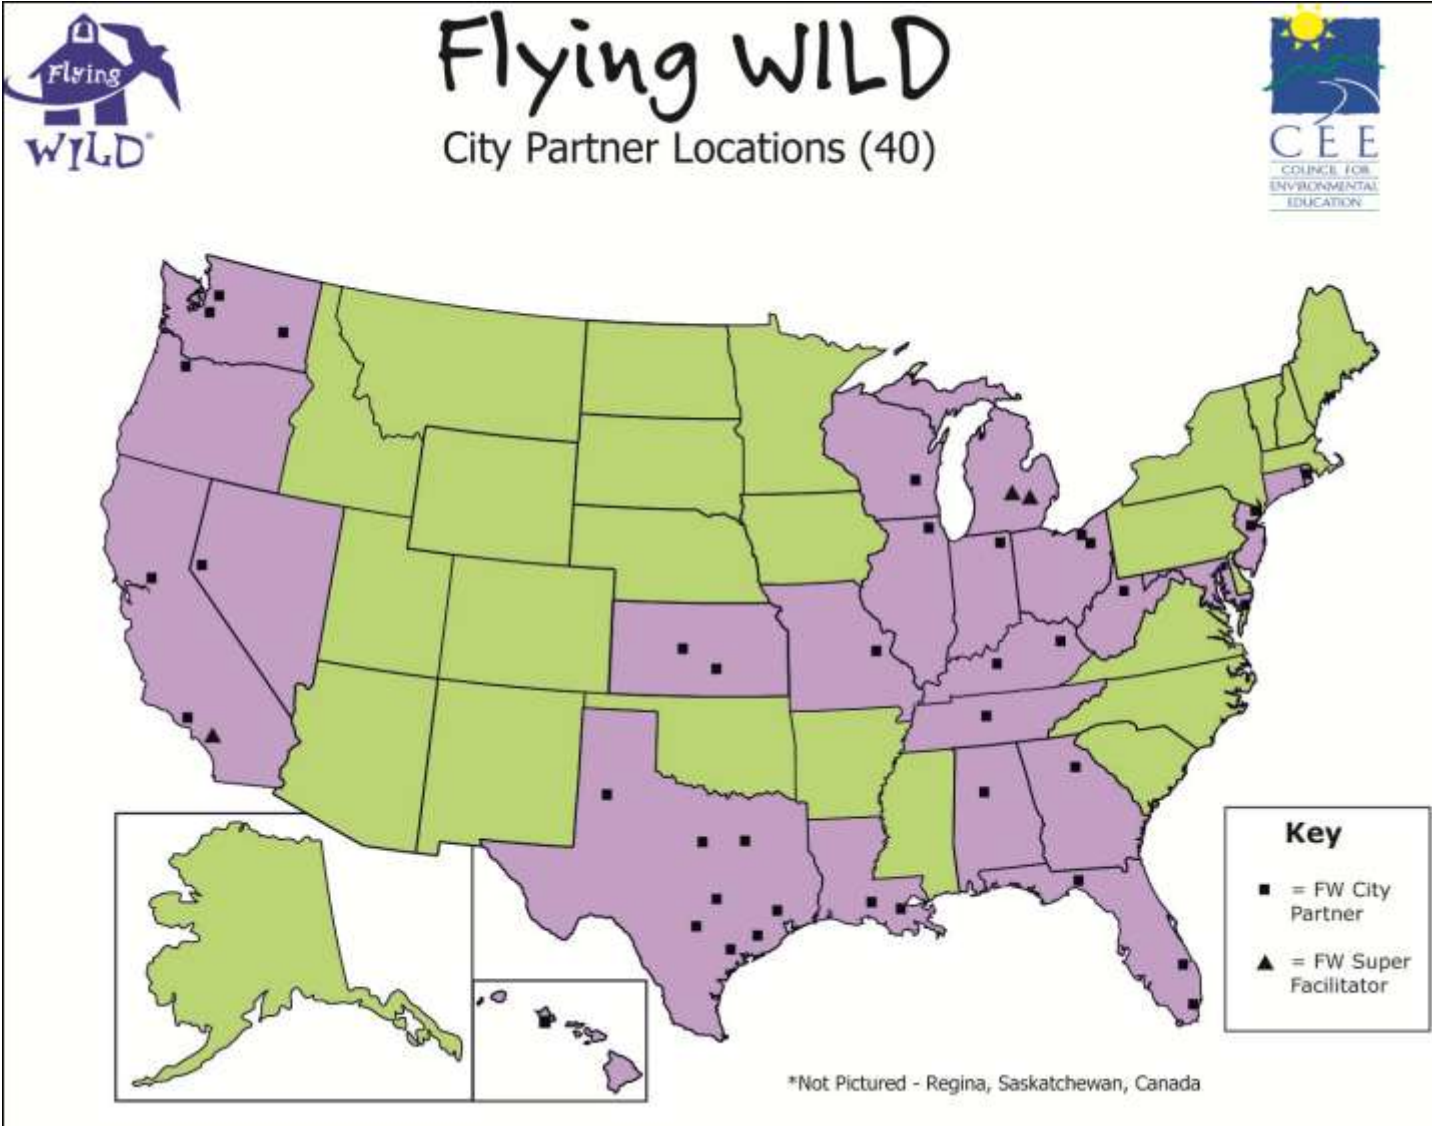 Flying
WILD®
Flying WILD
City Partner Locations (40)
CEE
COUNCIL FOR
ENVIRONMENTAL
EDUCATION
Key
= FW City
Partner
= FW Super
Facilitator
*Not Pictured - Regina, Saskatchewan, Canada